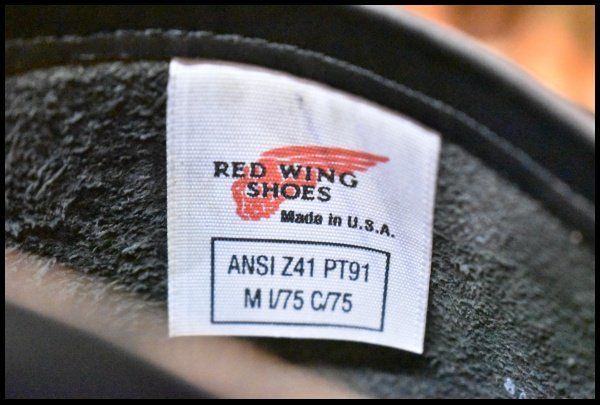 RED WING
SHOES
Made in U.S.A.
ANSI Z41 PT91
M I/75 C/75